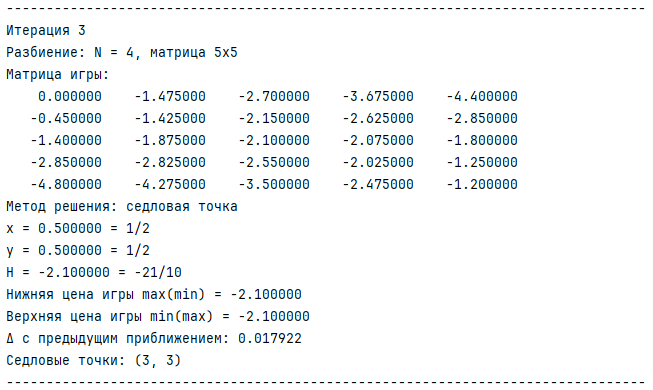 --------------------------------------------------------------------------------
Итерация 3
Разбиение: N = 4, матрица 5x5
Матрица игры:
    0.000000    -1.475000    -2.700000    -3.675000    -4.400000
   -0.450000    -1.425000    -2.150000    -2.625000    -2.850000
   -1.400000    -1.875000    -2.100000    -2.075000    -1.800000
   -2.850000    -2.825000    -2.550000    -2.025000    -1.250000
   -4.800000    -4.275000    -3.500000    -2.475000    -1.200000
Метод решения: седловая точка
x = 0.500000 = 1/2
y = 0.500000 = 1/2
H = -2.100000 = -21/10
Нижняя цена игры max(min) = -2.100000
Верхняя цена игры min(max) = -2.100000
Δ с предыдущим приближением: 0.017922
Седловые точки: (3, 3)
--------------------------------------------------------------------------------